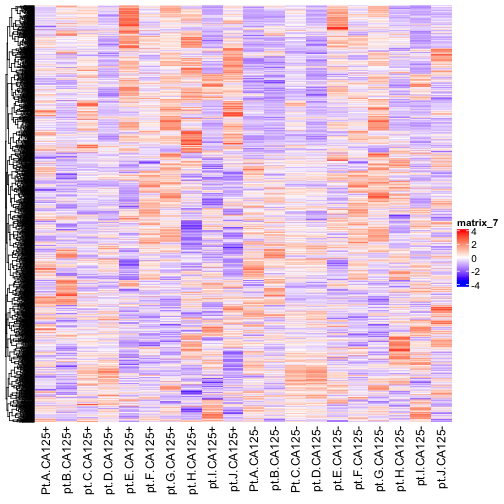 matrix_7
4
2
0
-2
-4
Pt.A.CA125+
pt.B.CA125+
pt.C.CA125+
pt.D.CA125+
pt.E.CA125+
pt.F.CA125+
pt.G.CA125+
pt.H.CA125+
pt.I.CA125+
pt.J.CA125+
Pt.A.CA125-
pt.B.CA125-
Pt.C.CA125-
pt.D.CA125-
pt.E.CA125-
pt.F.CA125-
pt.G.CA125-
pt.H.CA125-
pt.I.CA125-
pt.J.CA125-